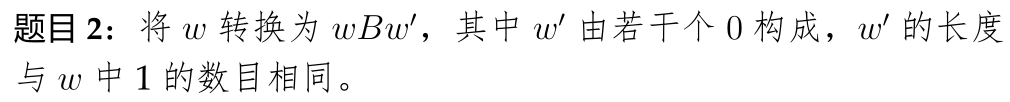 题目 2：将 w 转换为 wBw′，其中 w′ 由若干个 0 构成，w′ 的长度
与 w 中 1 的数目相同。